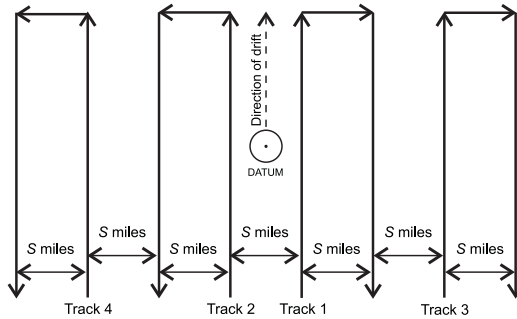 Direction of drift
DATUM
S miles
S miles
S miles
S miles
S miles
S miles
S miles
Track 4
Track 2
Track 1
Track 3